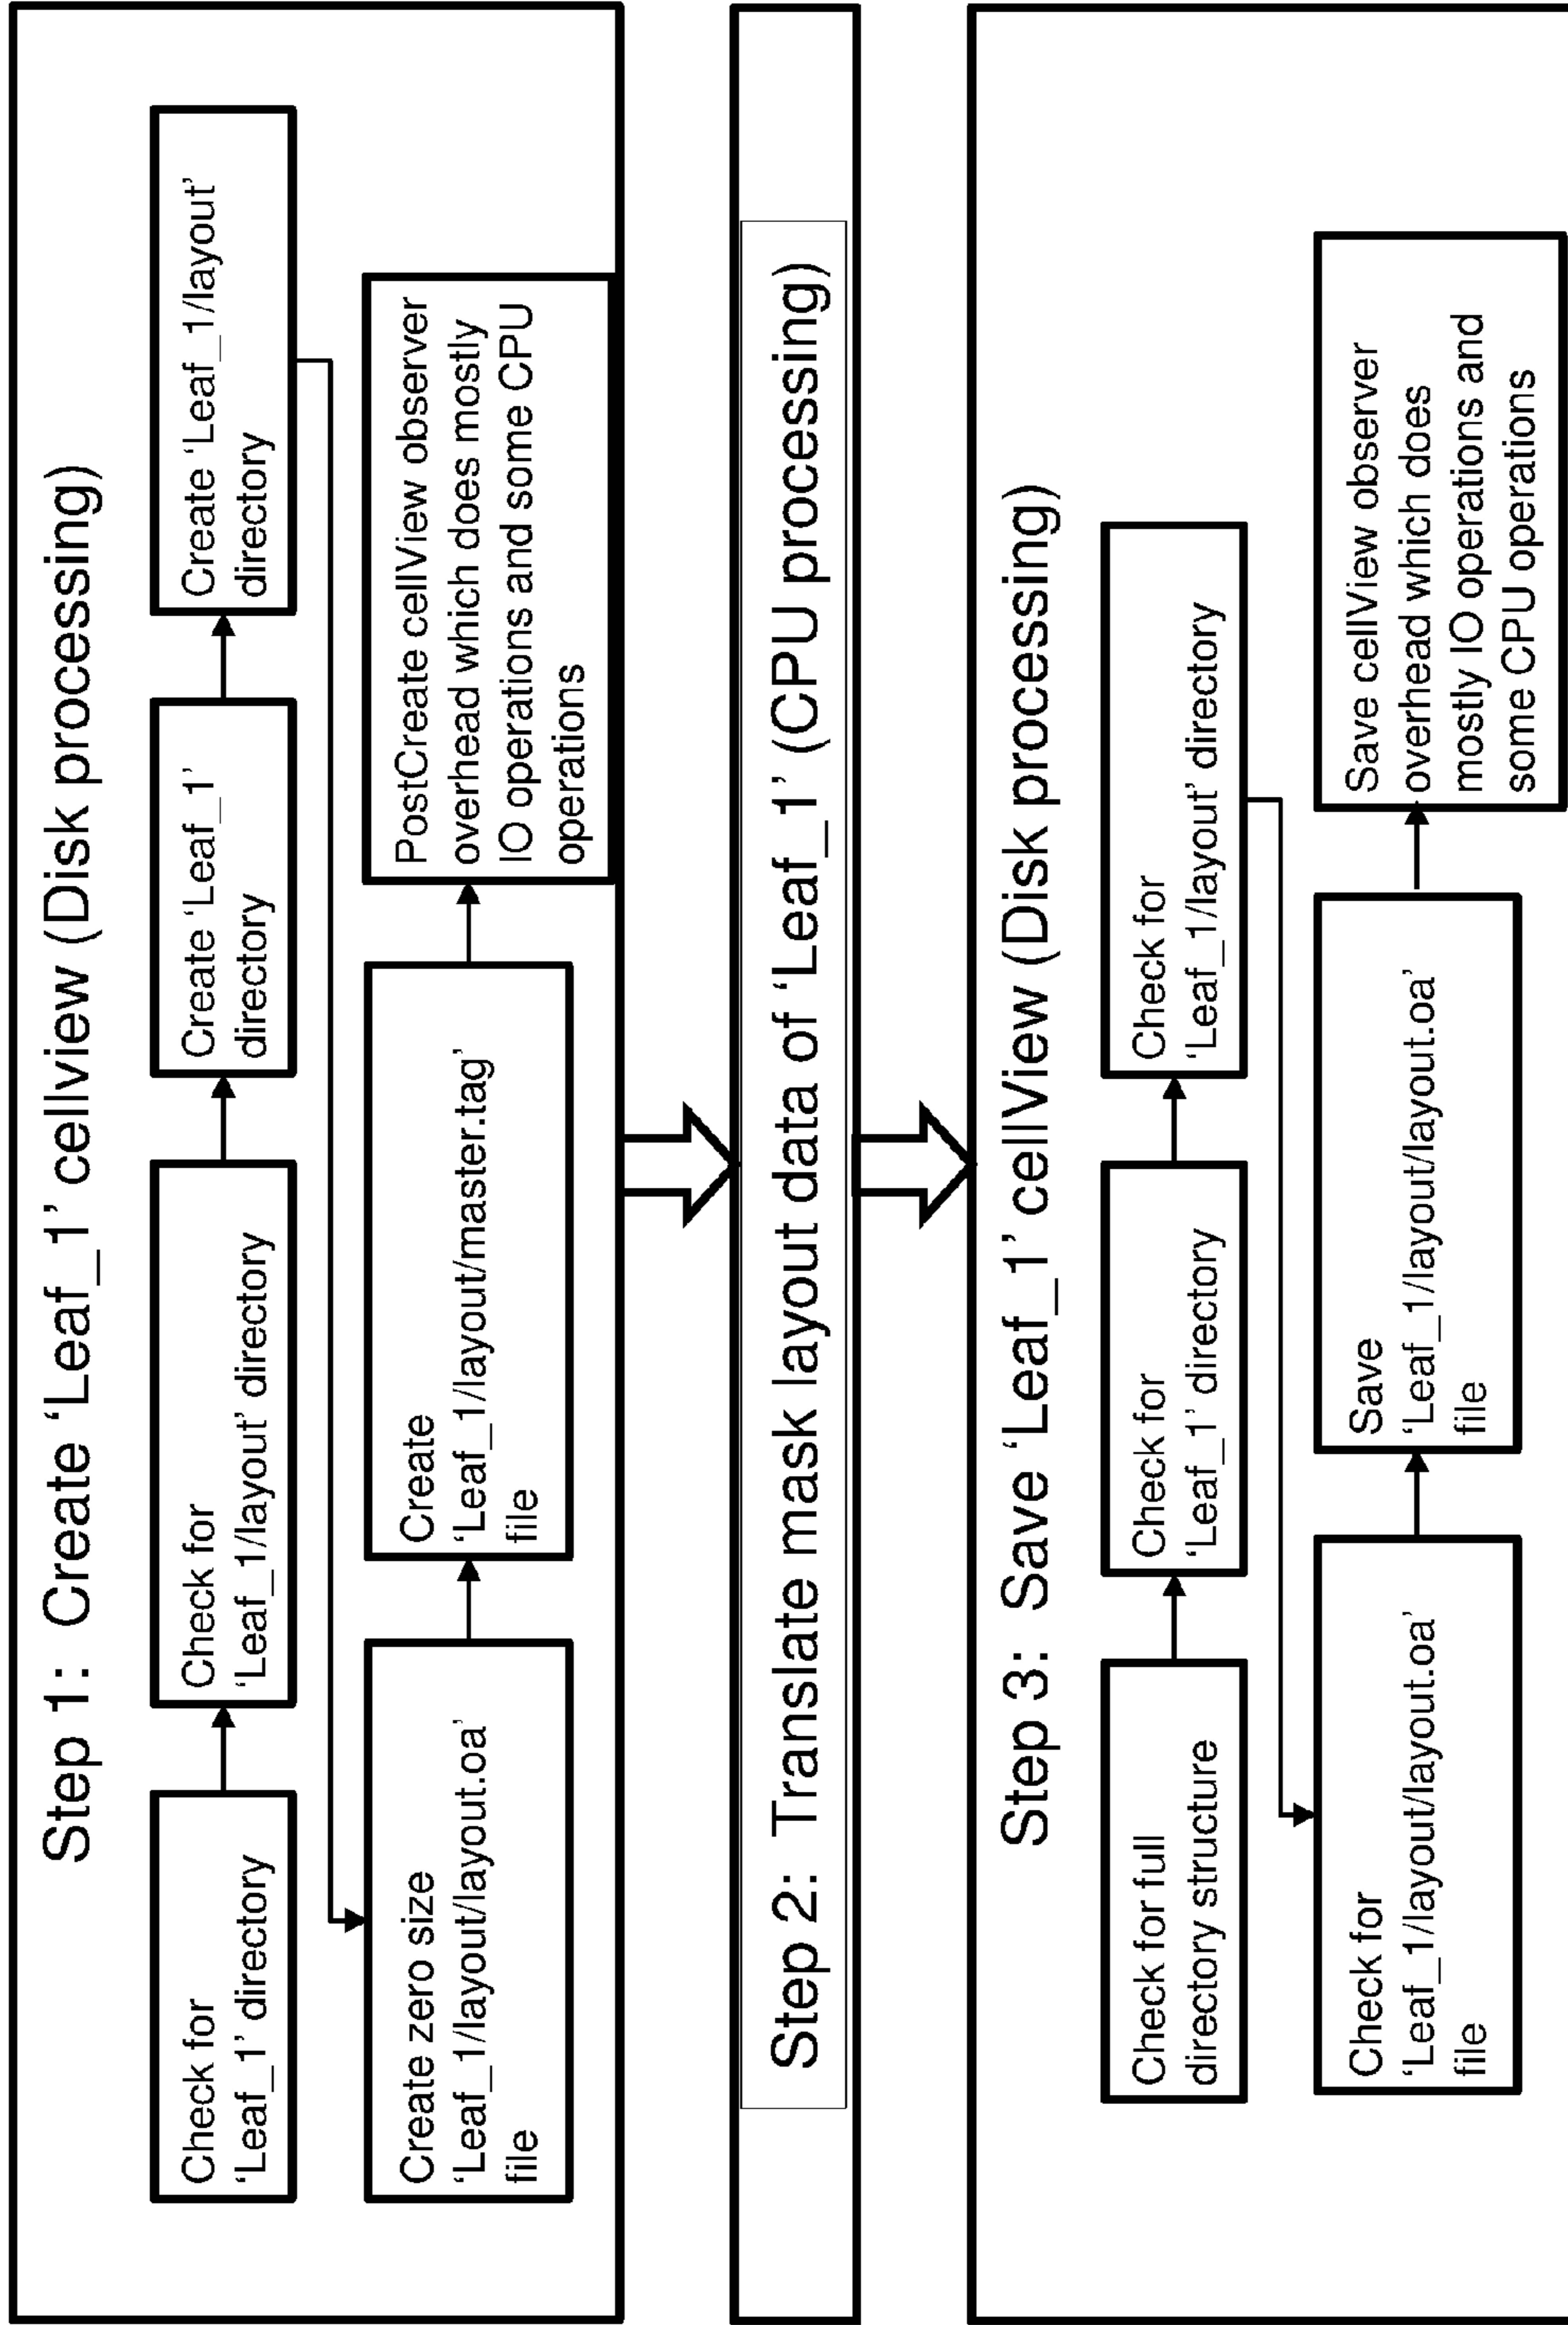 Step 1: Create ‘Leaf_1’ cellview (Disk processing)
Check for
‘Leaf_1’ directory
Check for
‘Leaf_1/layout’ directory
Create ‘Leaf_1’
directory
Create ‘Leaf_1/layout’
directory
Create zero size
‘Leaf_1/layout/layout.oa’
file
Create
‘Leaf_1/layout/master.tag’
file
PostCreate cellView observer
overhead which does mostly
IO operations and some CPU
operations
Step 2: Translate mask layout data of ‘Leaf_1’ (CPU processing)
Step 3: Save ‘Leaf_1’ cellView (Disk processing)
Check for full
directory structure
Check for
‘Leaf_1’ directory
Check for
‘Leaf_1/layout’ directory
Check for
‘Leaf_1/layout/layout.oa’
file
Save
‘Leaf_1/layout/layout.oa’
file
Save cellView observer
overhead which does
mostly IO operations and
some CPU operations